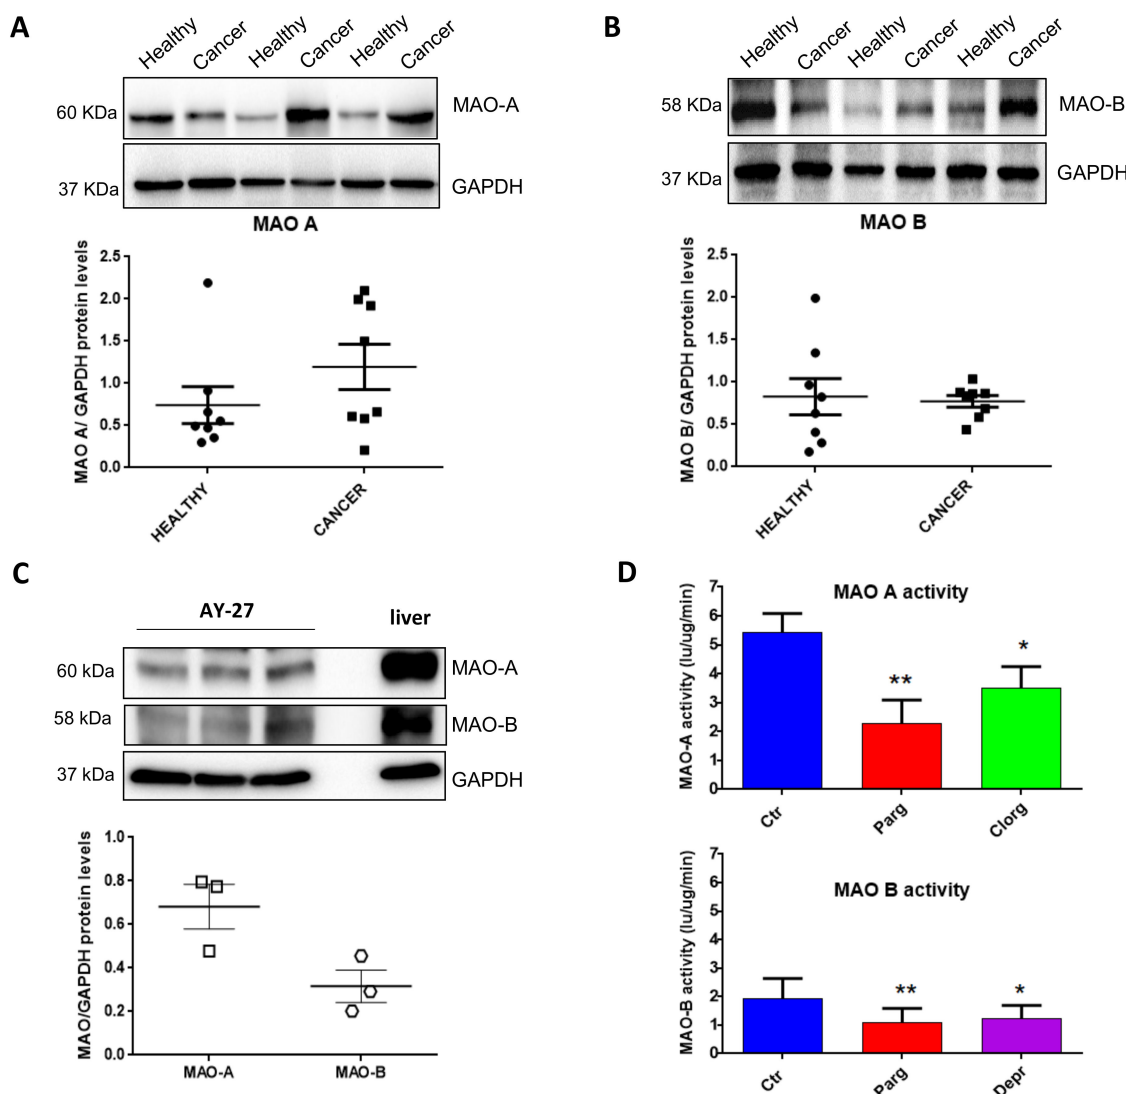 A
Healthy Cancer Healthy Cancer Healthy Cancer
60 KDa MAO-A
37 KDa GAPDH
MAO A
MAO A/ GAPDH protein levels
2.5
2.0
1.5
1.0
0.5
0.0
HEALTHY CANCER
B
Healthy Cancer Healthy Cancer Healthy Cancer
58 KDa MAO-B
37 KDa GAPDH
MAO B
MAO B/ GAPDH protein levels
2.5
2.0
1.5
1.0
0.5
0.0
HEALTHY CANCER
C
AY-27 liver
60 kDa MAO-A
58 kDa MAO-B
37 kDa GAPDH
MAO/GAPDH protein levels
1.0
0.8
0.6
0.4
0.2
0.0
MAO-A MAO-B
D
MAO A activity
MAO-A activity (lu/ug/min)
7
6
5
4
3
2
1
0
** *
Ctr Parg Clorg
MAO B activity
MAO-B activity (lu/ug/min)
7
6
5
4
3
2
1
0
** *
Ctr Parg Depr